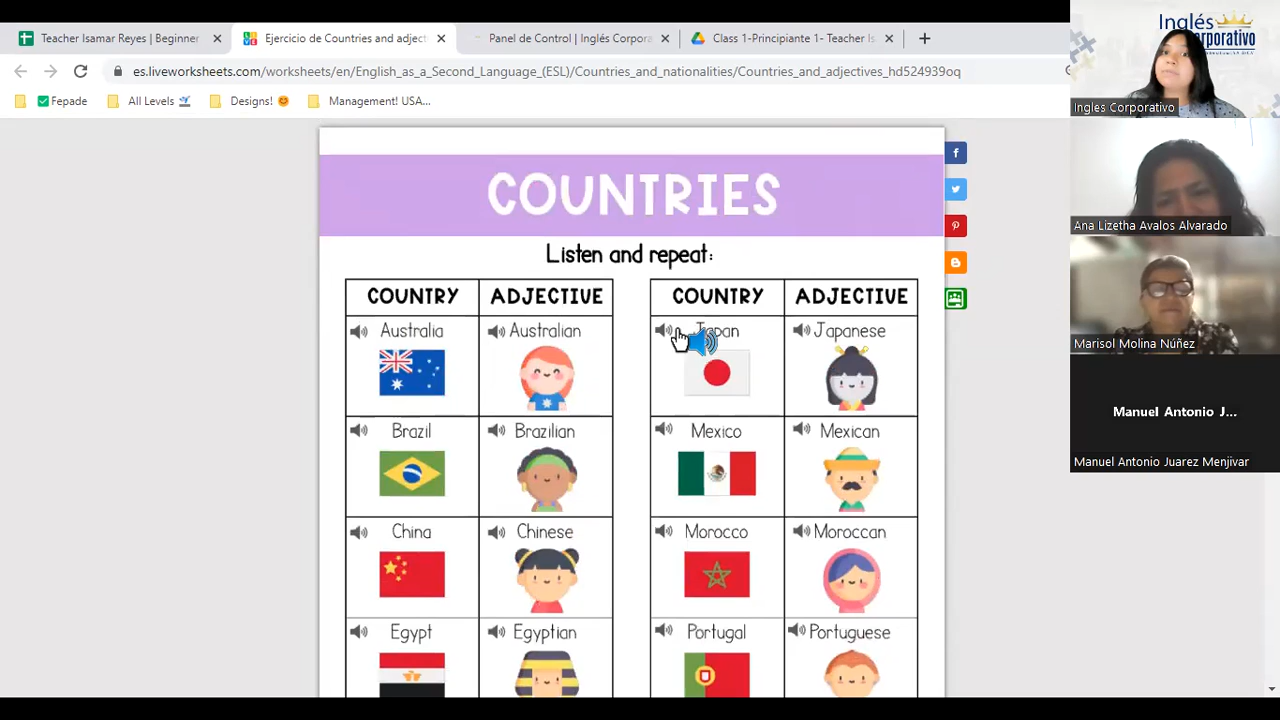 Teacher Isamar Reyes | Beginner
Ejercicio de Countries and adject
Panel de Control | Inglés Corpora
Class 1-Principiante 1- Teacher Is
es.liveworksheets.com/worksheets/en/English_as_a_Second_Language_(ESL)/Countries_and_nationalities/Countries_and_adjectives_hd524939oq
Fepade
All Levels
Designs!
Management! USA...
COUNTRIES
Listen and repeat:
COUNTRY ADJECTIVE COUNTRY ADJECTIVE
Australia Australian Japan Japanese
Brazil Brazilian Mexico Mexican
China Chinese Morocco Moroccan
Egypt Egyptian Portugal Portuguese
Inglés
Corporativo
Ingles Corporativo
Ana Lizetha Avalos Alvarado
Marisol Molina Núñez
Manuel Antonio J...
Manuel Antonio Juarez Menjivar